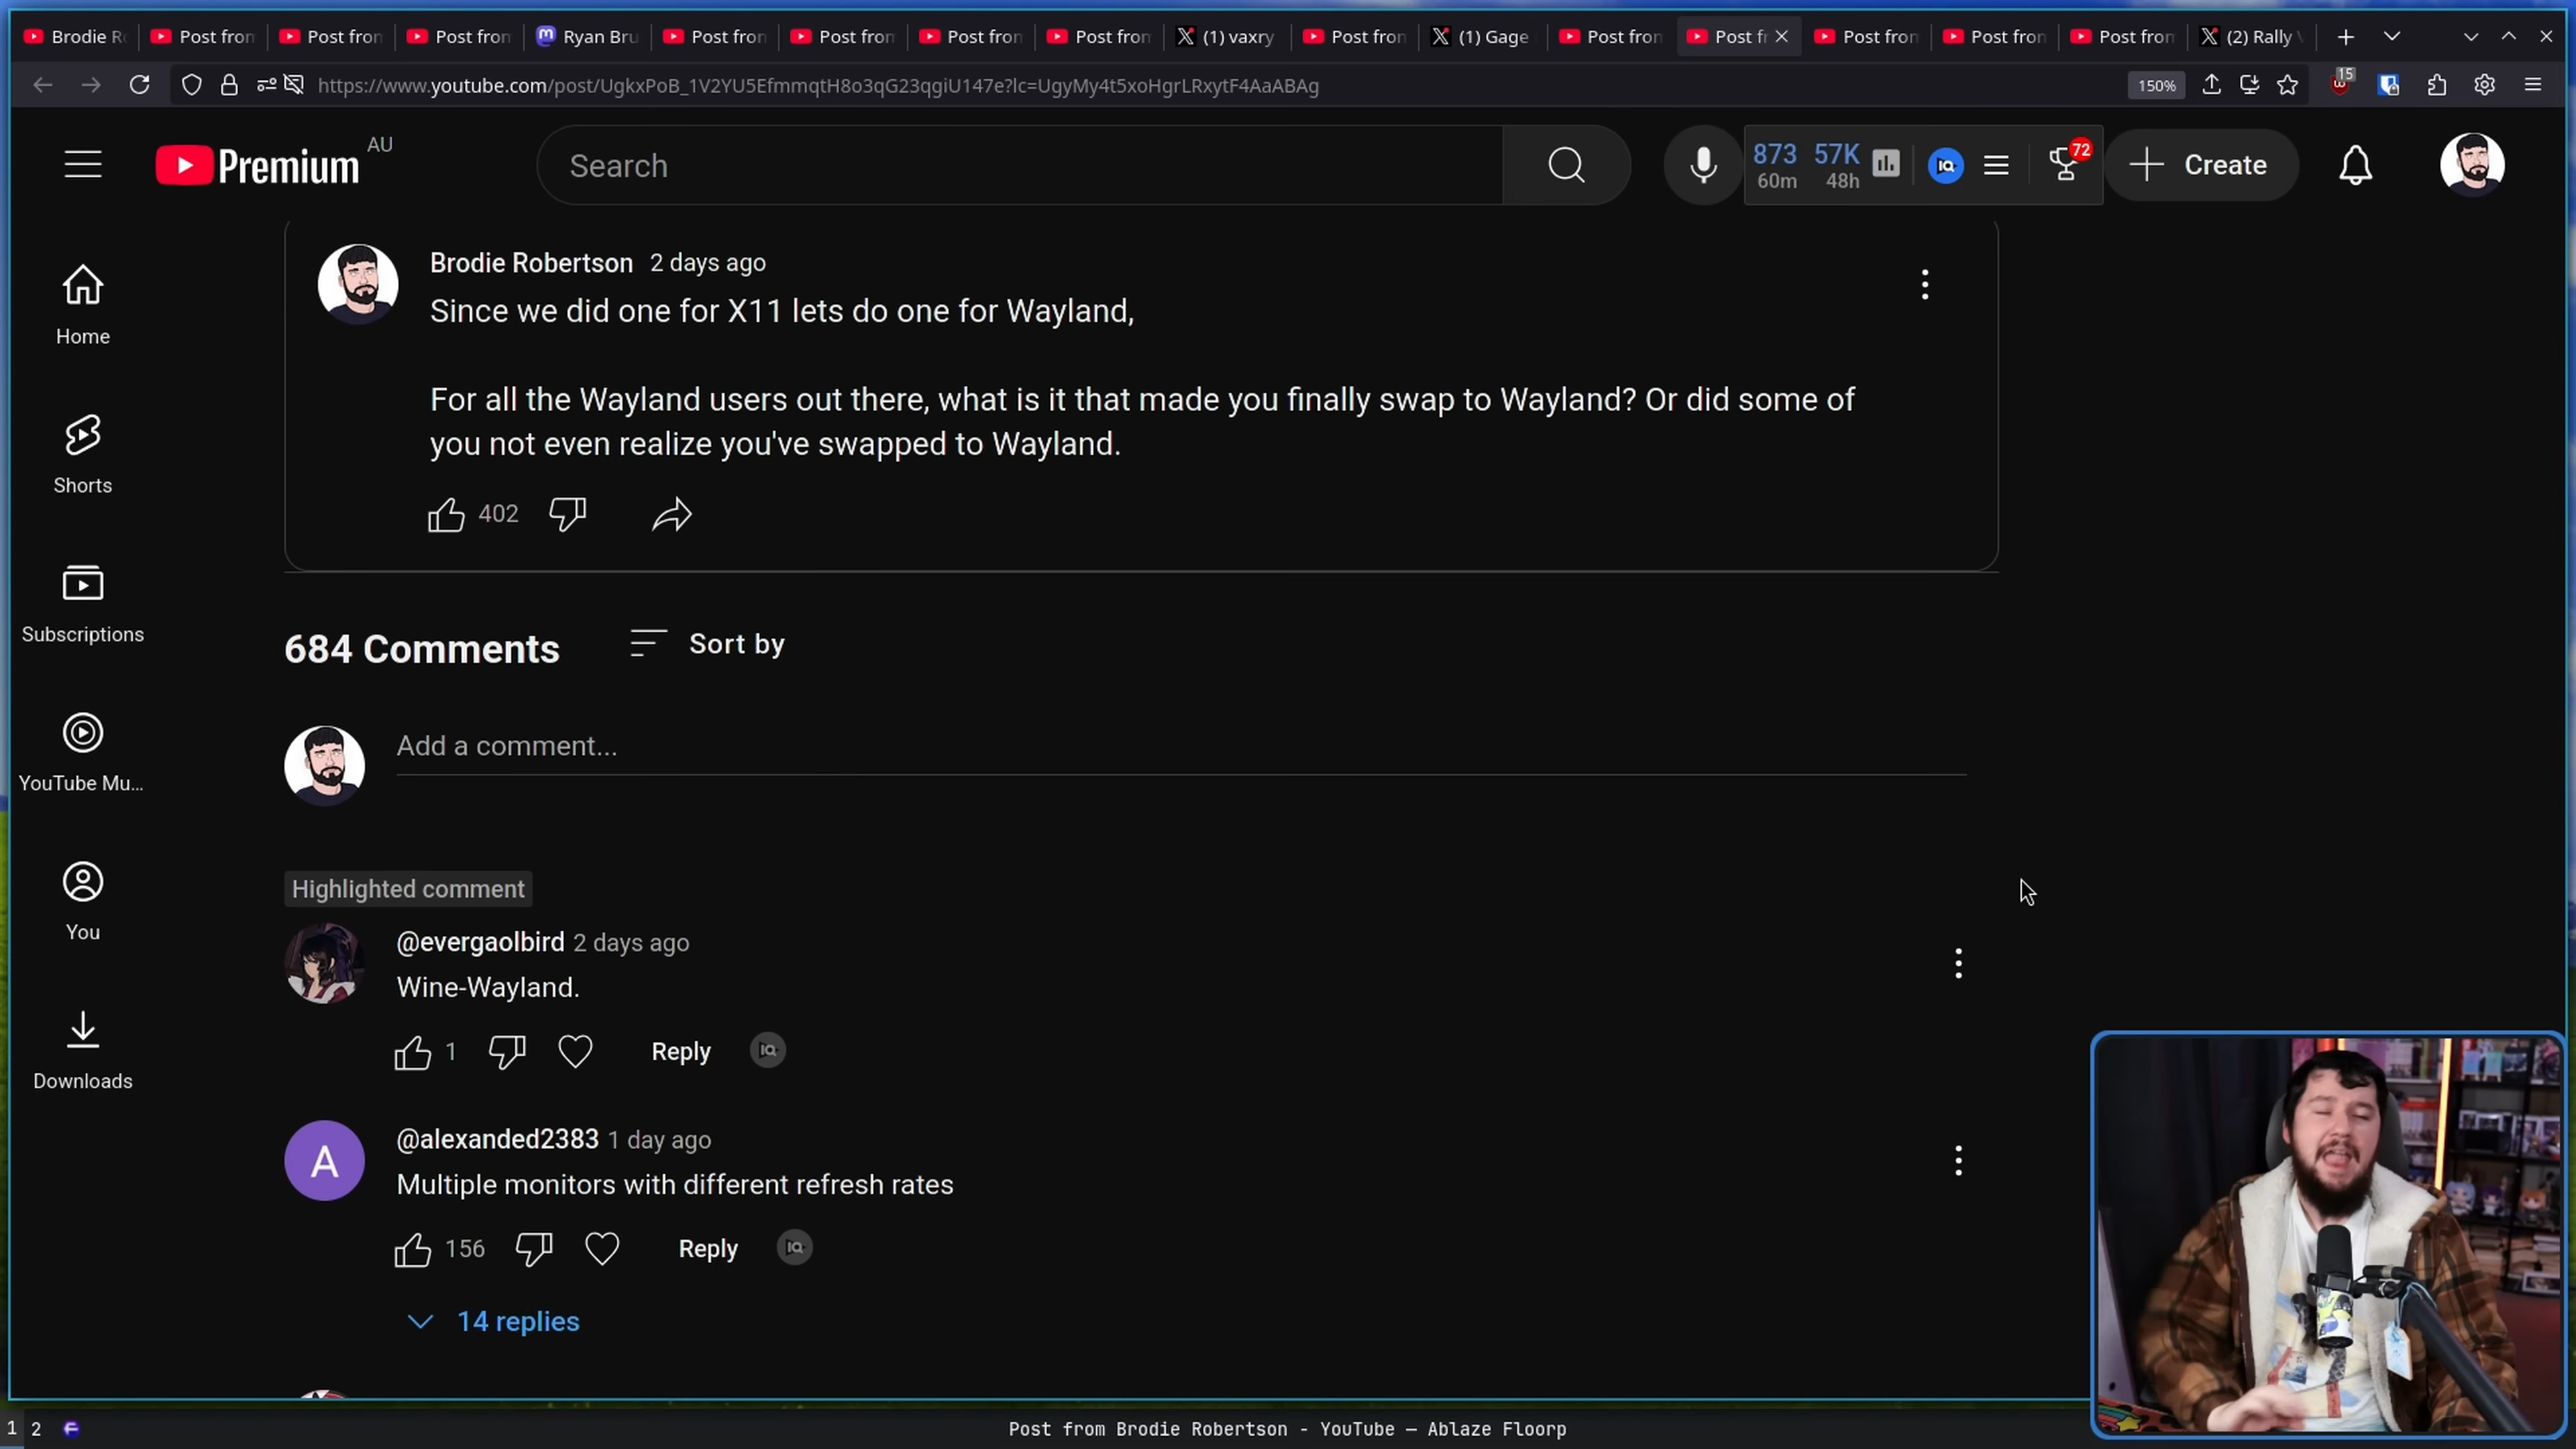 Brodie Ro
Post fron
Post fron
Post fron
Ryan Bru
Post fron
Post fron
Post fron
Post fron
(1) vaxry
Post fron
(1) Gage
Post fron
Post fr
Post fron
Post fron
Post fron
(2) Rally
https://www.youtube.com/post/UgkxPoB_1V2YU5EfmmqtH8o3qG23qgiU147e?lc=UgyMy4t5xoHgrLRxytF4AaABAg
150%
15
Premium
AU
Search
873
60m
57K
48h
IQ
72
Create
Home
Shorts
Subscriptions
YouTube Mu...
You
Downloads
Brodie Robertson 2 days ago
Since we did one for X11 lets do one for Wayland,
For all the Wayland users out there, what is it that made you finally swap to Wayland? Or did some of
you not even realize you've swapped to Wayland.
402
684 Comments
Sort by
Add a comment...
Highlighted comment
@evergaolbird 2 days ago
Wine-Wayland.
1
Reply
IQ
A
@alexanded2383 1 day ago
Multiple monitors with different refresh rates
156
Reply
IQ
14 replies
1 2
Post from Brodie Robertson - YouTube — Ablaze Floorp